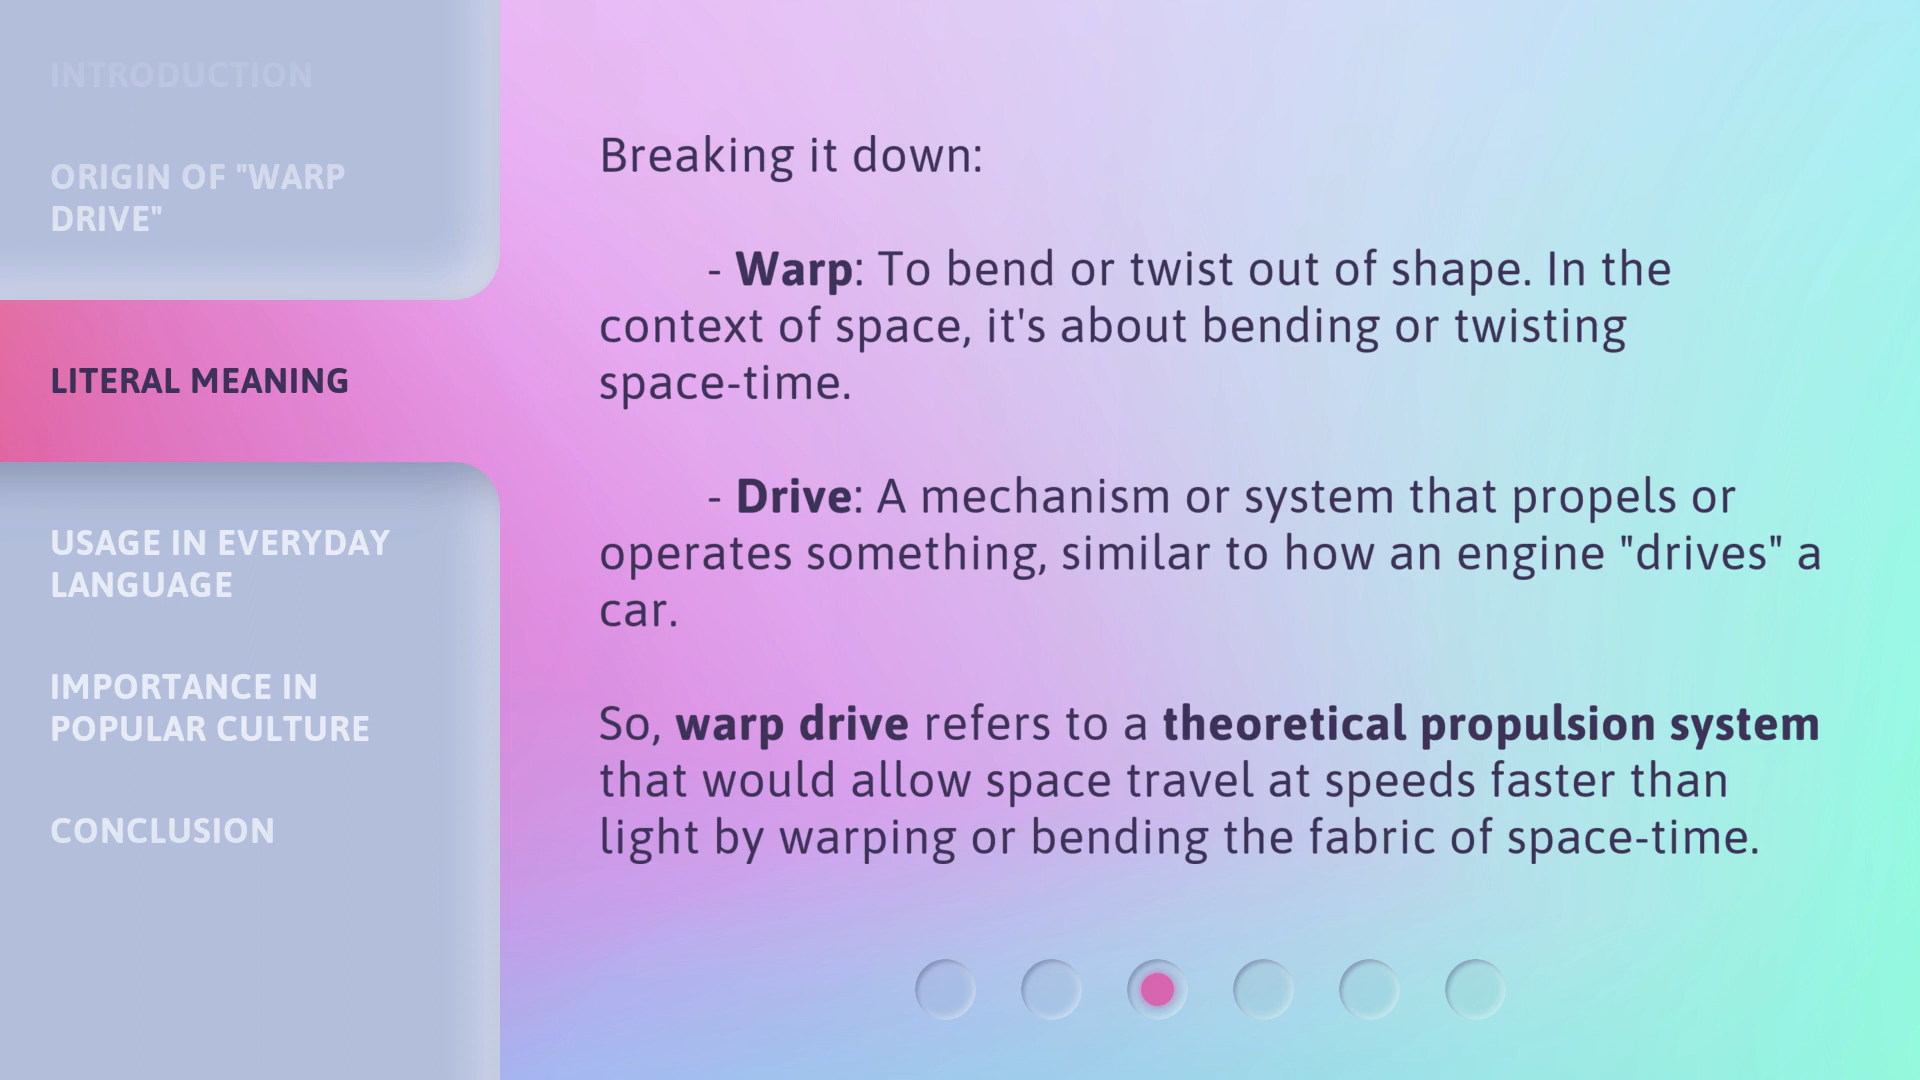 INTRODUCTION
ORIGIN OF "WARP
DRIVE"
LITERAL MEANING
USAGE IN EVERYDAY
LANGUAGE
IMPORTANCE IN
POPULAR CULTURE
CONCLUSION
Breaking it down:
- Warp: To bend or twist out of shape. In the
context of space, it's about bending or twisting
space-time.
- Drive: A mechanism or system that propels or
operates something, similar to how an engine "drives" a
car.
So, warp drive refers to a theoretical propulsion system
that would allow space travel at speeds faster than
light by warping or bending the fabric of space-time.